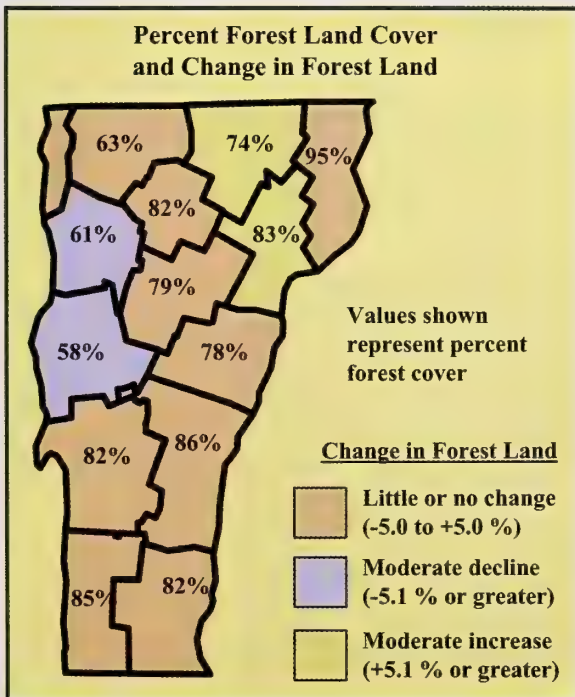 Percent Forest Land Cover
and Change in Forest Land
63%
74%
95%
82%
61%
83%
79%
58%
78%
86%
82%
85%
82%
Values shown
represent percent
forest cover
Change in Forest Land
Little or no change
(-5.0 to +5.0 %)
Moderate decline
(-5.1 % or greater)
Moderate increase
(+5.1 % or greater)